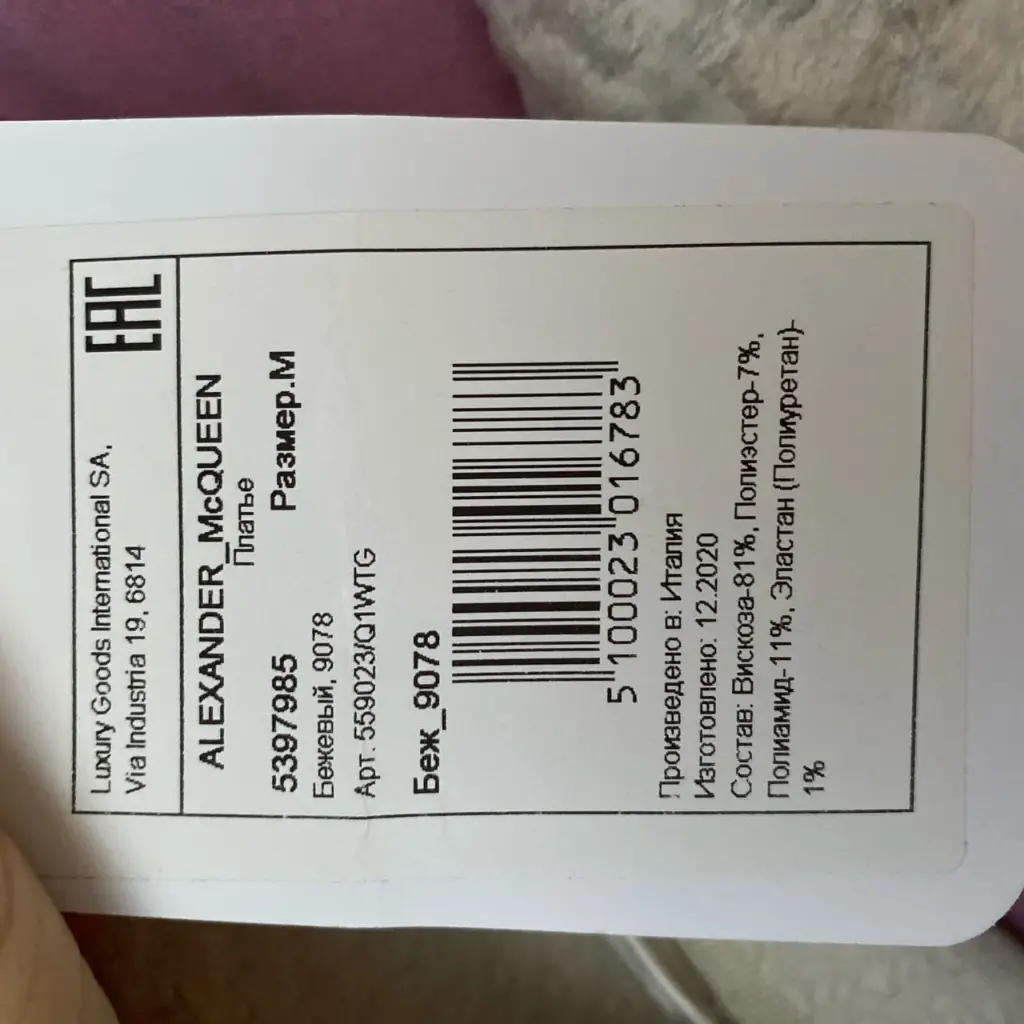 Luxury Goods International SA,
Via Industria 19, 6814
EAC
ALEXANDER_McQUEEN
Платье
5397985 Размер.М
Бежевый, 9078
Арт. 559023/Q1WTG
Беж_9078
5 100023 016783
Произведено в: Италия
Изготовлено: 12.2020
Состав: Вискоза-81%, Полиэстер-7%,
Полиамид-11%, Эластан (Полиуретан)-
1%